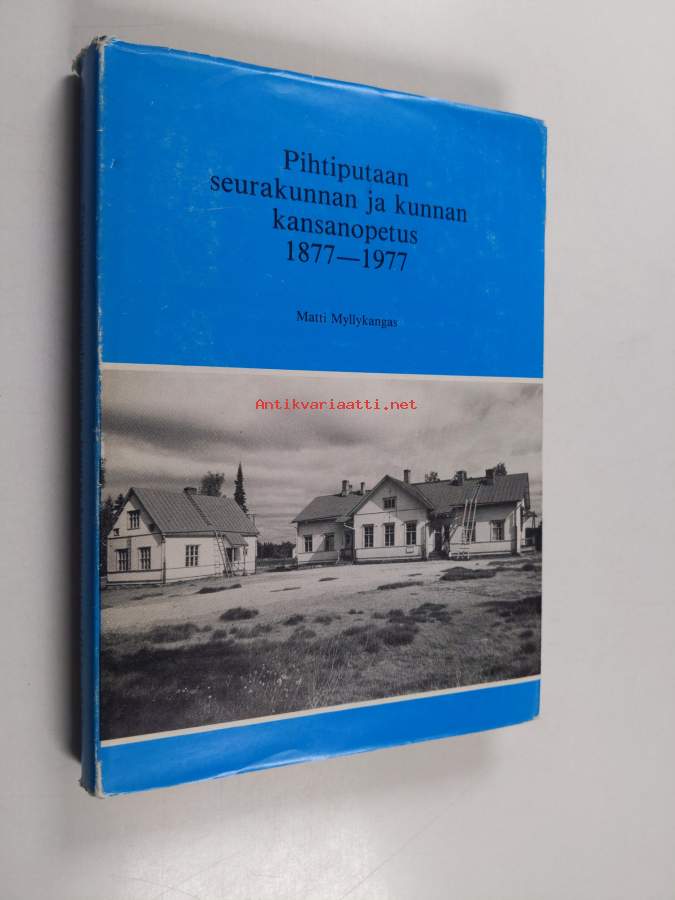 Pihtiputaan
seurakunnan ja kunnan
kansanopetus
1877—1977
Matti Myllykangas
Antikvariaatti.net